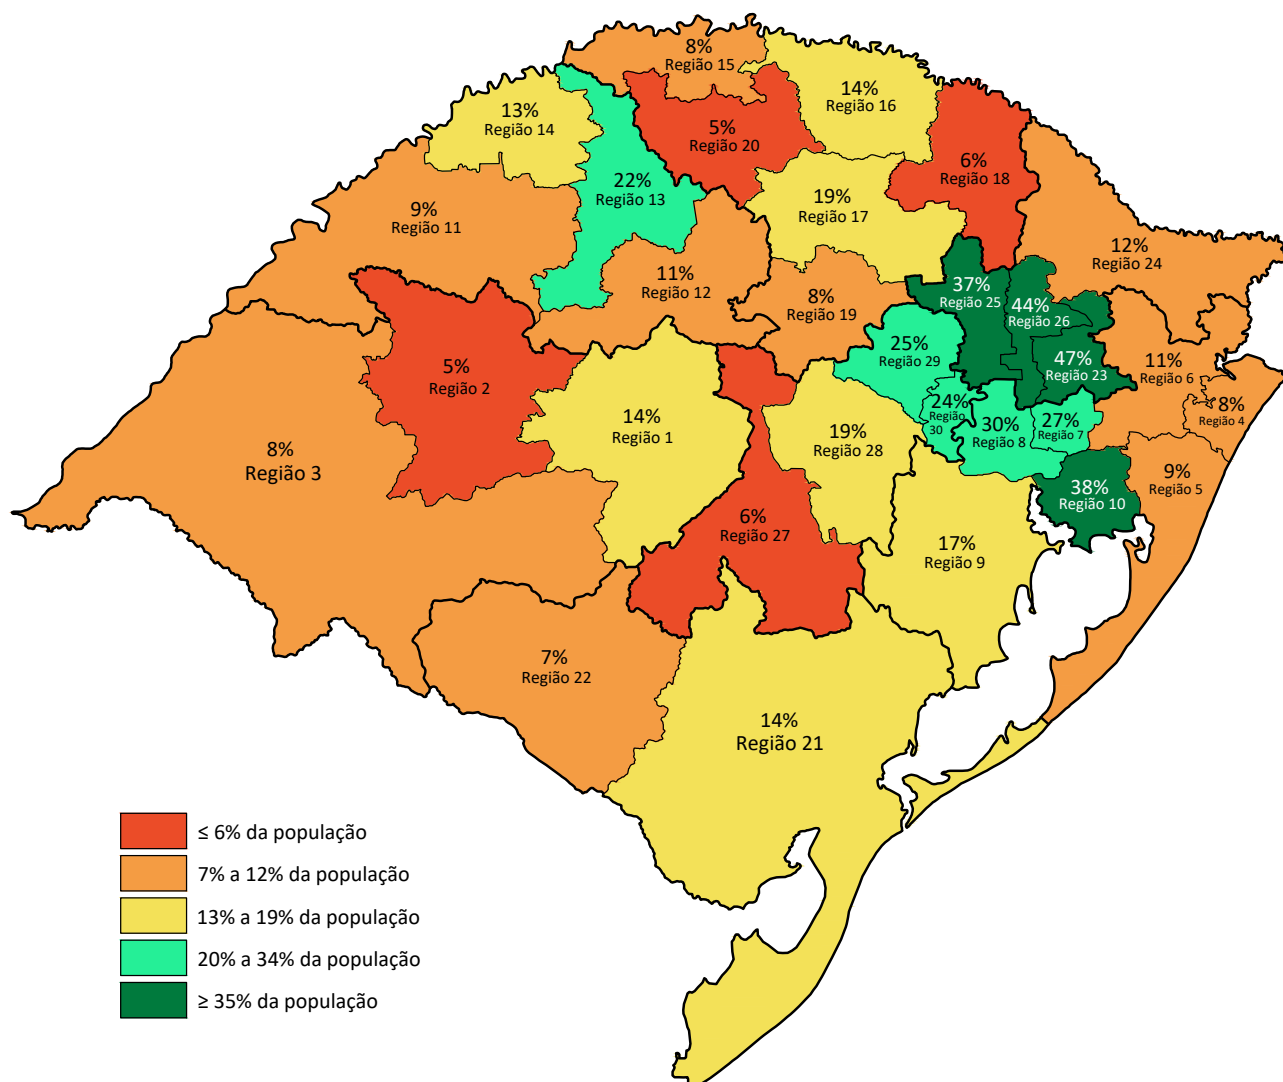 8%
Região 15
14%
Região 16
13%
Região 14
5%
Região 20
6%
Região 18
22%
Região 13
19%
Região 17
9%
Região 11
12%
Região 24
11%
Região 12
8%
Região 19
37%
Região 25
44%
Região 26
25%
Região 29
47%
Região 23
11%
Região 6
5%
Região 2
8%
Região 4
24%
Região
30
30%
Região 8
27%
Região 7
14%
Região 1
19%
Região 28
8%
Região 3
9%
Região 5
38%
Região 10
6%
Região 27
17%
Região 9
7%
Região 22
14%
Região 21
≤ 6% da população
7% a 12% da população
13% a 19% da população
20% a 34% da população
≥ 35% da população